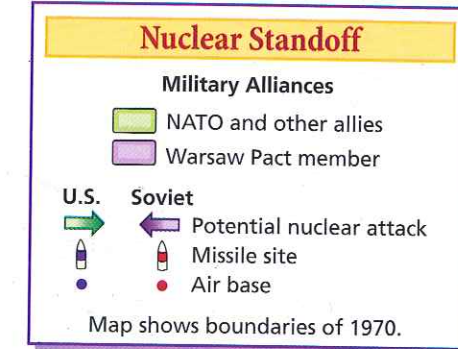 Nuclear Standoff
Military Alliances
NATO and other allies
Warsaw Pact member
U.S. Soviet
Potential nuclear attack
Missile site
Air base
Map shows boundaries of 1970.